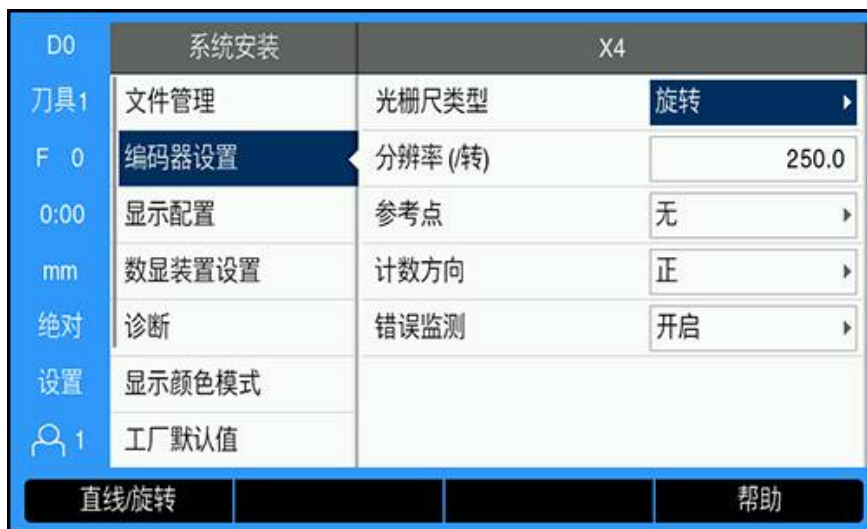 D0 系统安装 X4
刀具1 文件管理 光栅尺类型 旋转
F 0 编码器设置 分辨率 (/转) 250.0
0:00 显示配置 参考点 无
mm 数显装置设置 计数方向 正
绝对 诊断 错误监测 开启
设置 显示颜色模式
1 工厂默认值
直线/旋转 帮助